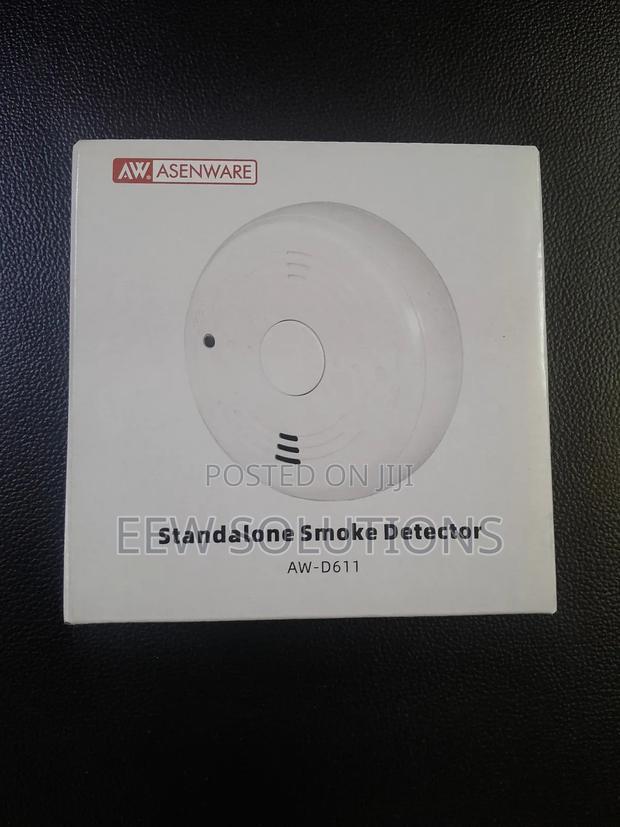 AW. ASENWARE
POSTED ON JIJI
Standalone Smoke Detector
EEW SOLUTIONS
AW-D611